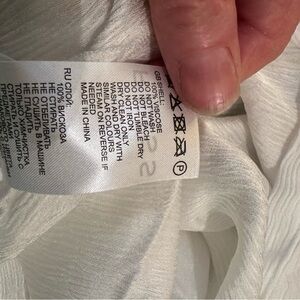 GB SHELL:
100% VISCOSE
DO NOT WASH
DO NOT BLEACH
DO NOT TUMBLE DRY
DO NOT IRON
DRY CLEAN ONLY
WASH AND DRY WITH
SIMILAR COLOURS
STEAM ON REVERSE IF
NEEDED
MADE IN CHINA
RU СЛОЙ:
100% ВИСКОЗА
НЕ СТИРАТЬ
НЕ ОТБЕЛИВАТЬ
НЕ СУШИТЬ В МАШИНЕ
НЕ ГЛАДИТЬ
ТОЛЬКО ХИМЧИСТКА
P